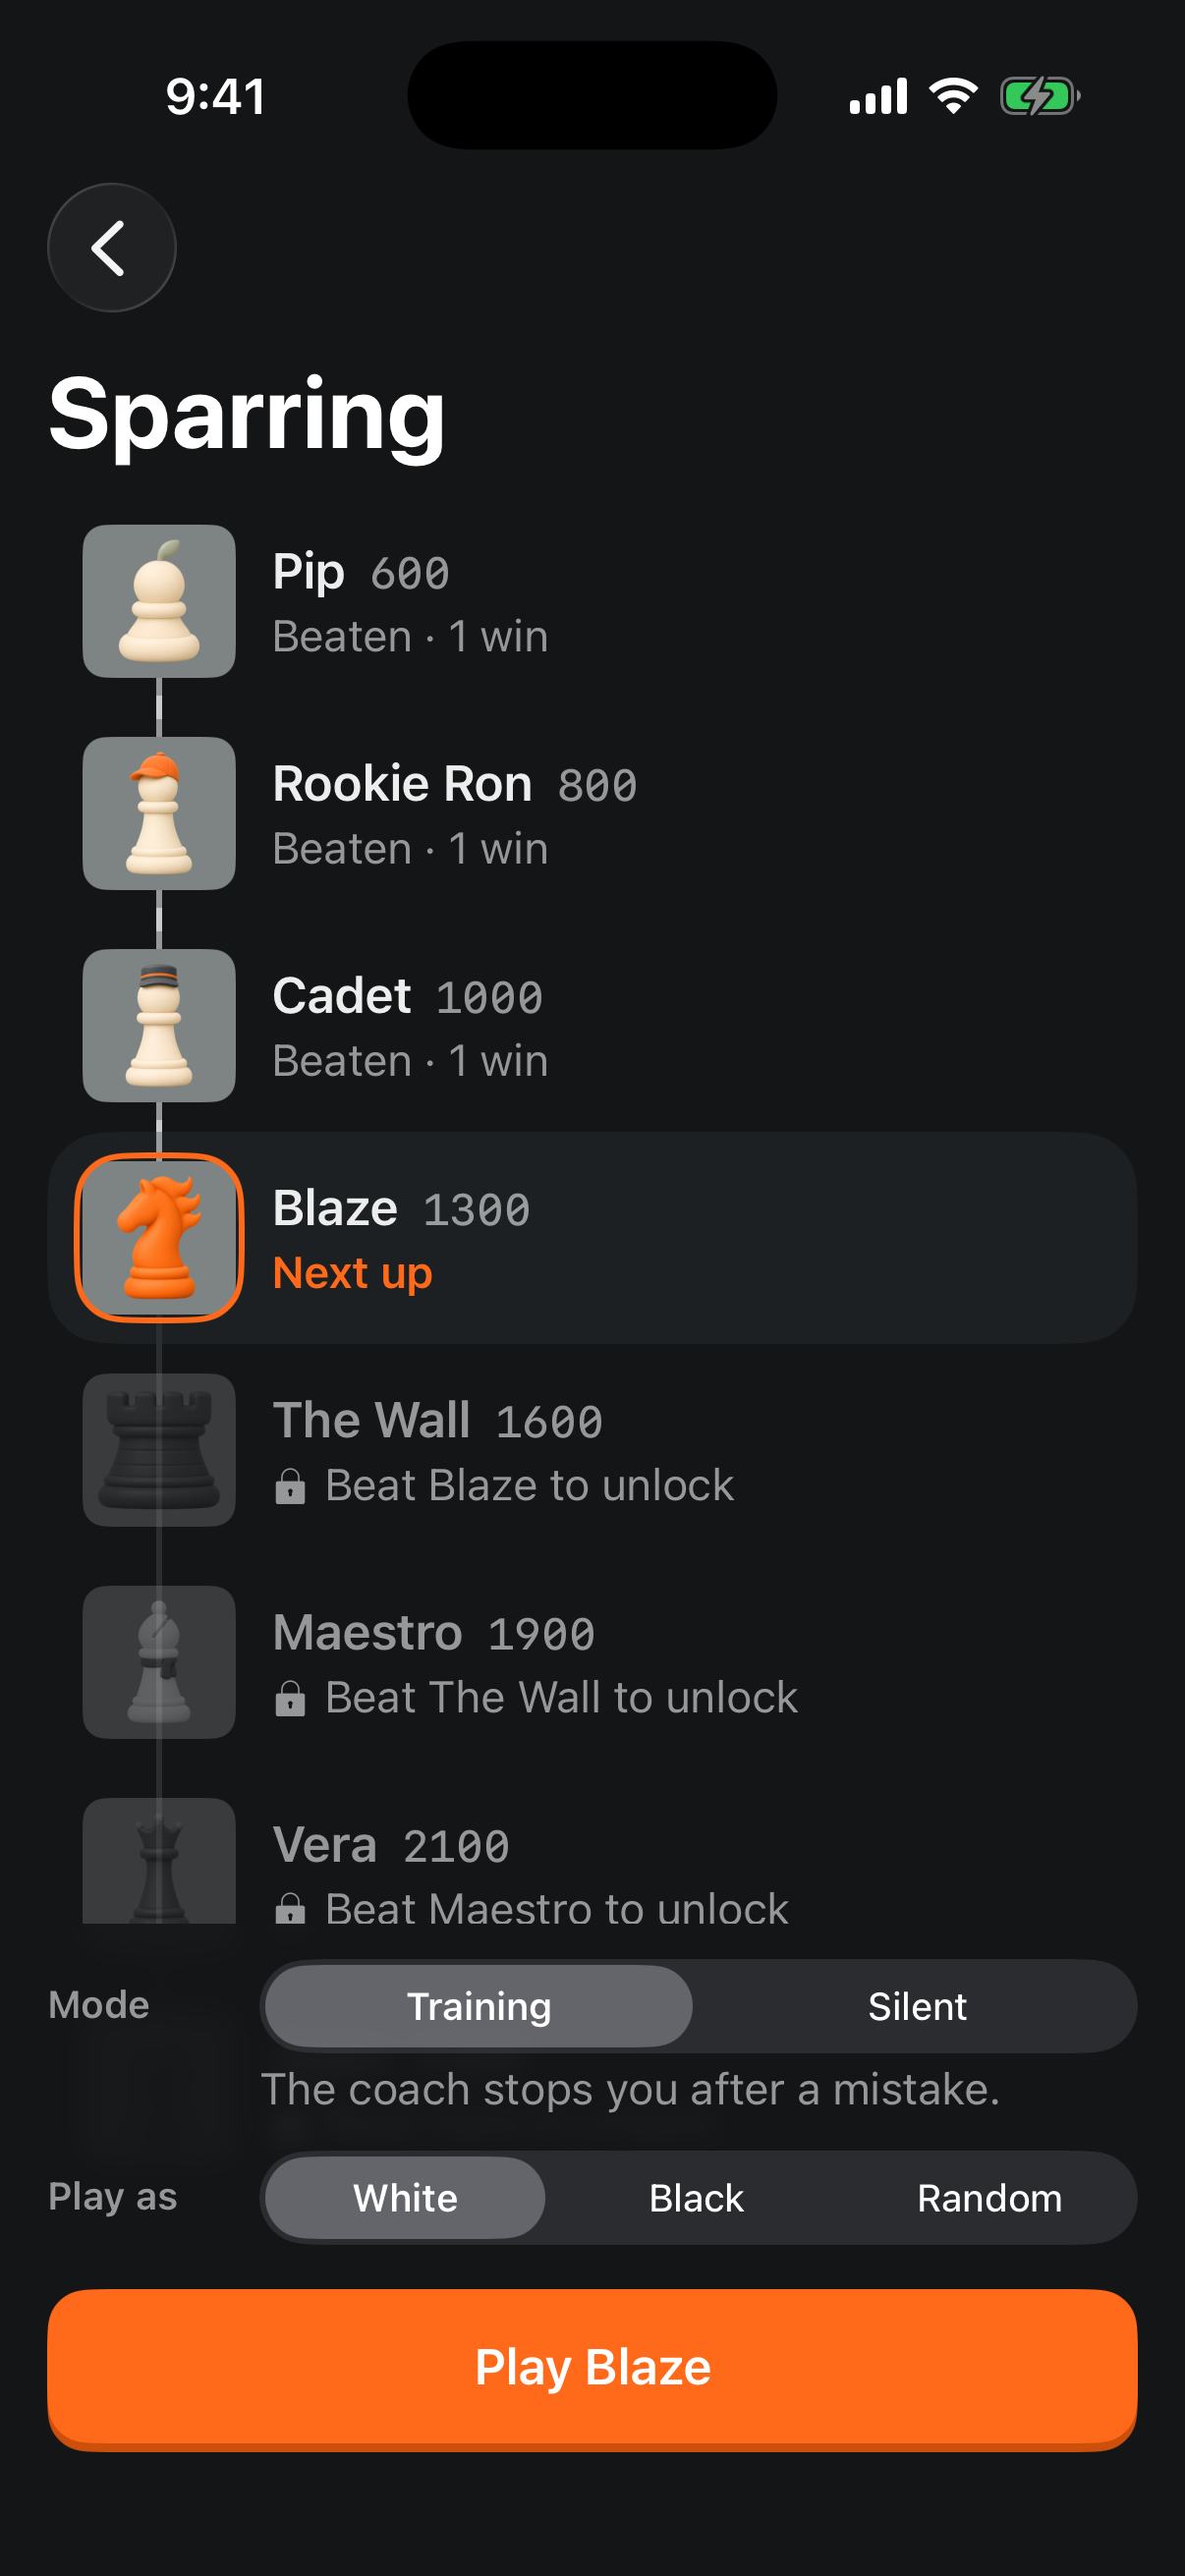 9:41
Sparring
Pip 600
Beaten · 1 win
Rookie Ron 800
Beaten · 1 win
Cadet 1000
Beaten · 1 win
Blaze 1300
Next up
The Wall 1600
Beat Blaze to unlock
Maestro 1900
Beat The Wall to unlock
Vera 2100
Beat Maestro to unlock
Mode Training Silent
The coach stops you after a mistake.
Play as White Black Random
Play Blaze